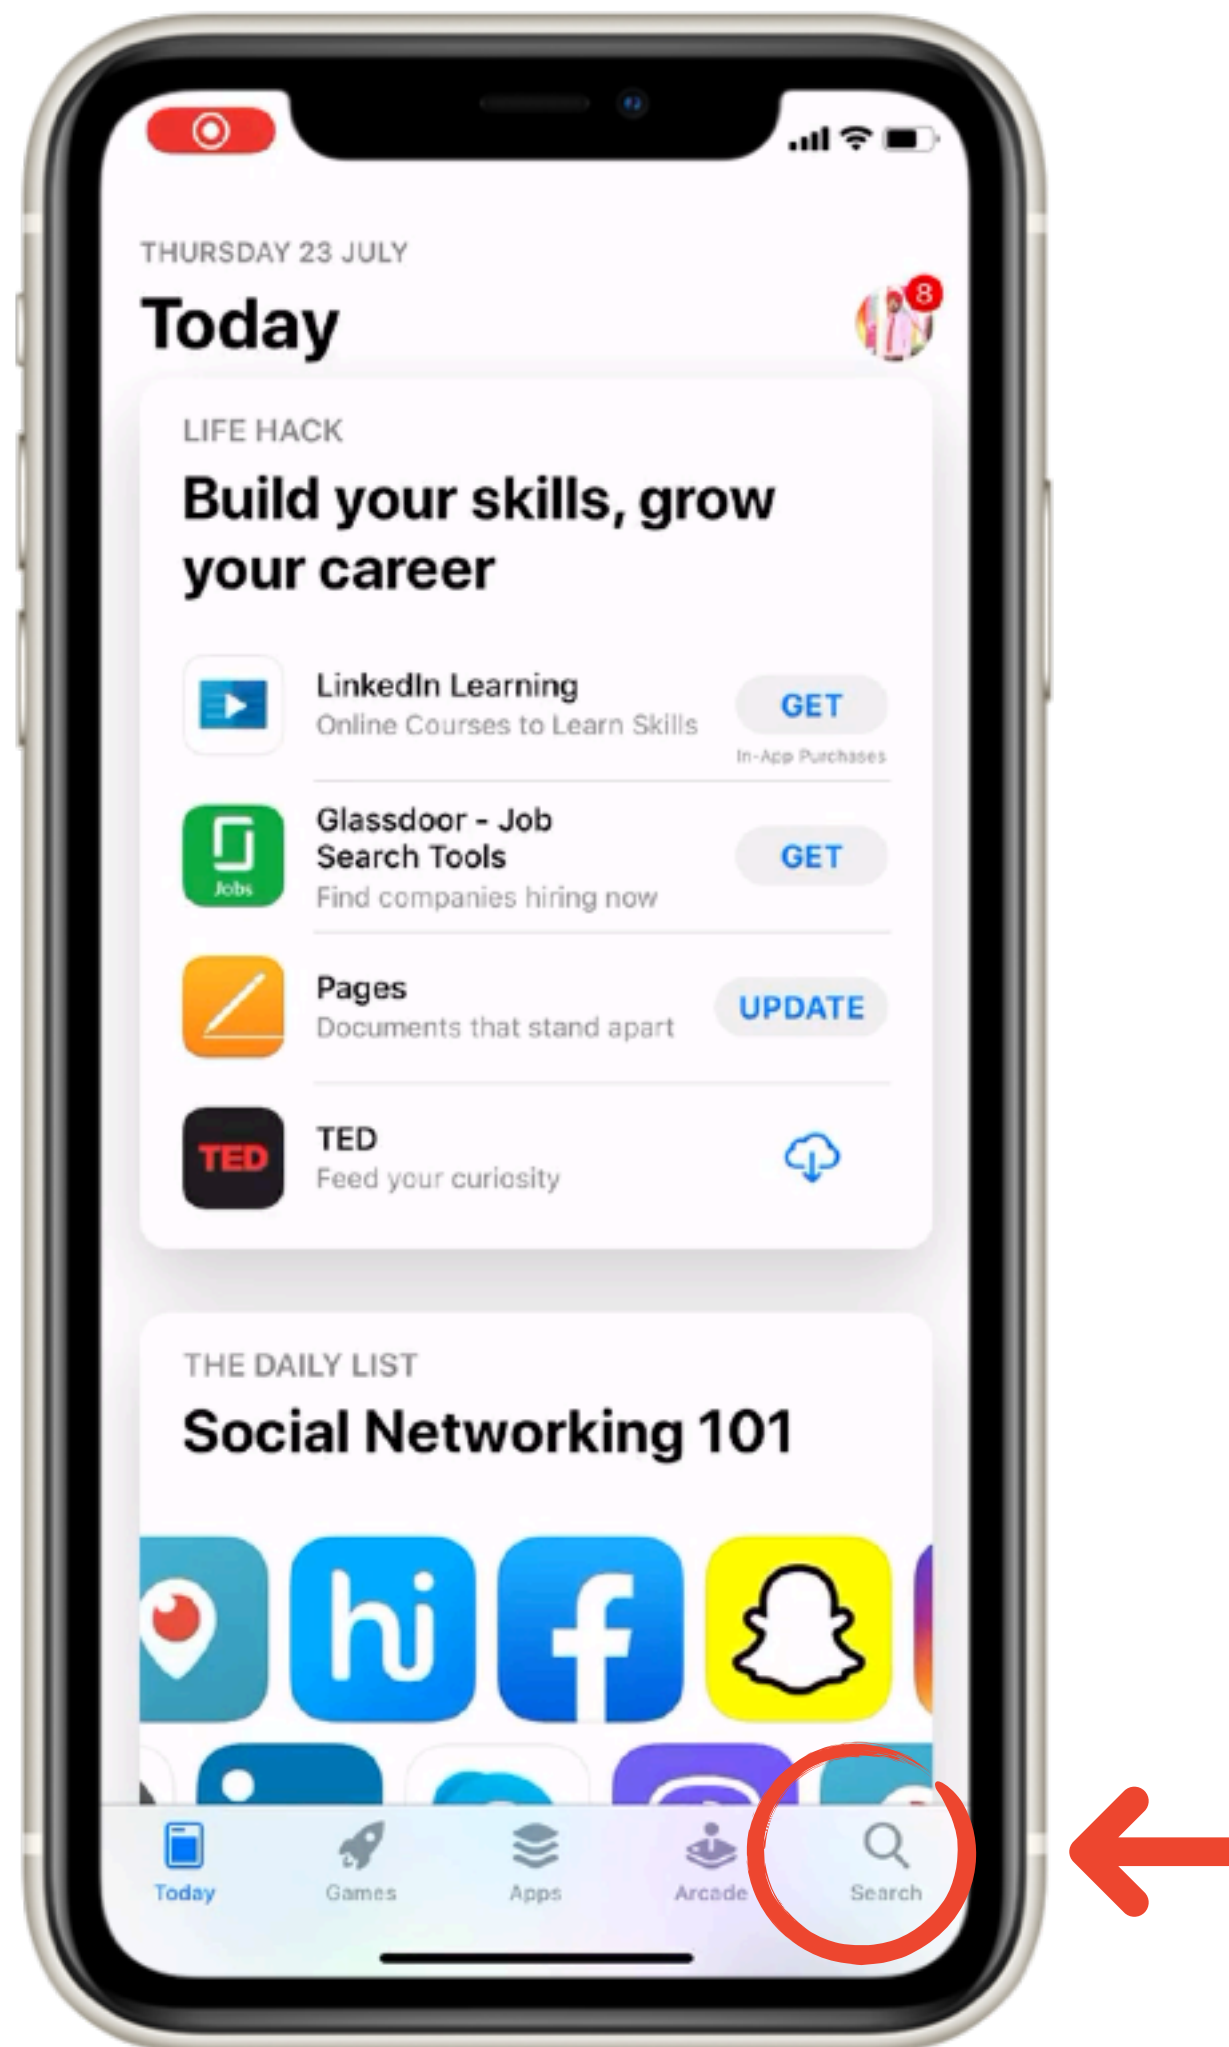 THURSDAY 23 JULY
Today
8
LIFE HACK
Build your skills, grow
your career
LinkedIn Learning
Online Courses to Learn Skills
GET
In-App Purchases
Glassdoor - Job
Search Tools
Find companies hiring now
GET
Jobs
Pages
Documents that stand apart
UPDATE
TED
TED
Feed your curiosity
THE DAILY LIST
Social Networking 101
hi
f
Today
Games
Apps
Arcade
Search